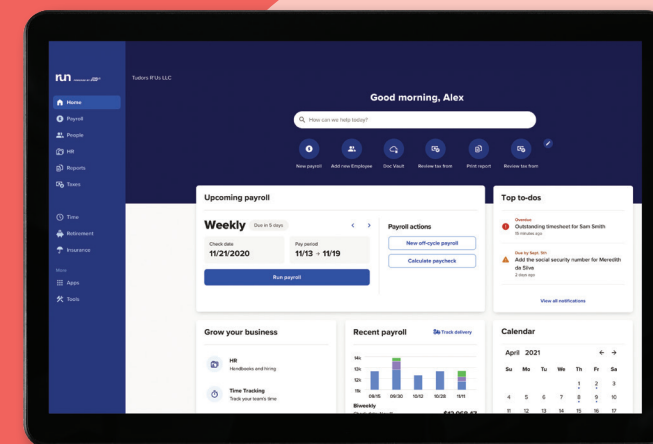 run
Tudors R'Us LLC
Home
Payroll
People
HR
Reports
Taxes
Time
Retirement
Insurance
Apps
Tools
Good morning, Alex
How can we help today?
New payroll
Add new Employee
Doc Vault
Review tax from
Print report
Review tax from
Upcoming payroll
Weekly
Due in 5 days
Check date
11/21/2020
Pay period
11/13 → 11/19
Run payroll
Payroll actions
New off-cycle payroll
Calculate paycheck
Top to-dos
Overdue
Outstanding timesheet for Sam Smith
19 minutes ago
Due by Sept. 5th
Add the social security number for Meredith
da Silva
2 days ago
View all notifications
Grow your business
HR
Handbooks and hiring
Time Tracking
Track your team's time
Recent payroll
Track delivery
14k
13k
12k
11k
09/15 09/30 10/12 10/28 11/11
Biweekly
Calendar
April 2021
Su Mo Tu We Th Fr Sa
1 2 3
4 5 6 7 8 9 10
11 12 13 14 15 16 17